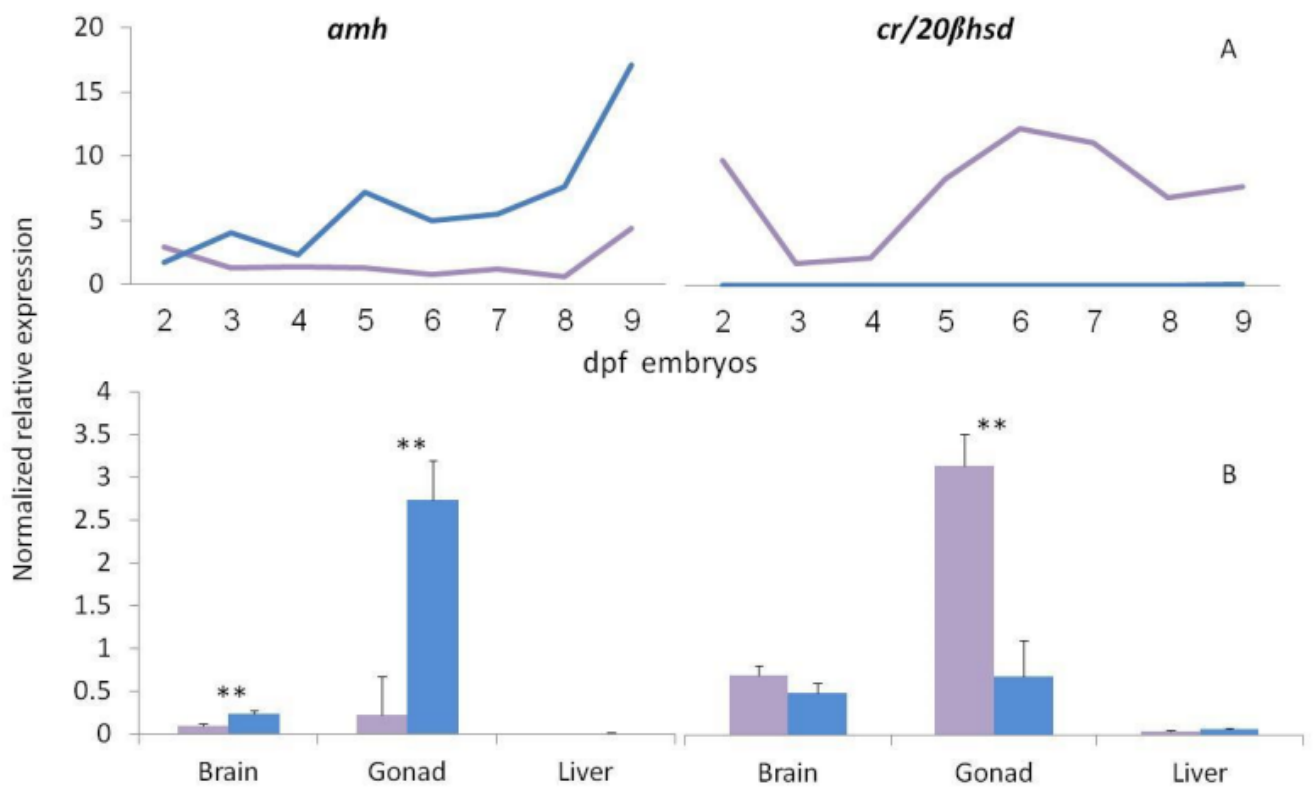 amh cr/20βhsd A
20
15
10
5
0
2 3 4 5 6 7 8 9 2 3 4 5 6 7 8 9
dpf embryos
Normalized relative expression
4
3.5
3
2.5
2
1.5
1
0.5
0
** ** ** B
Brain Gonad Liver Brain Gonad Liver